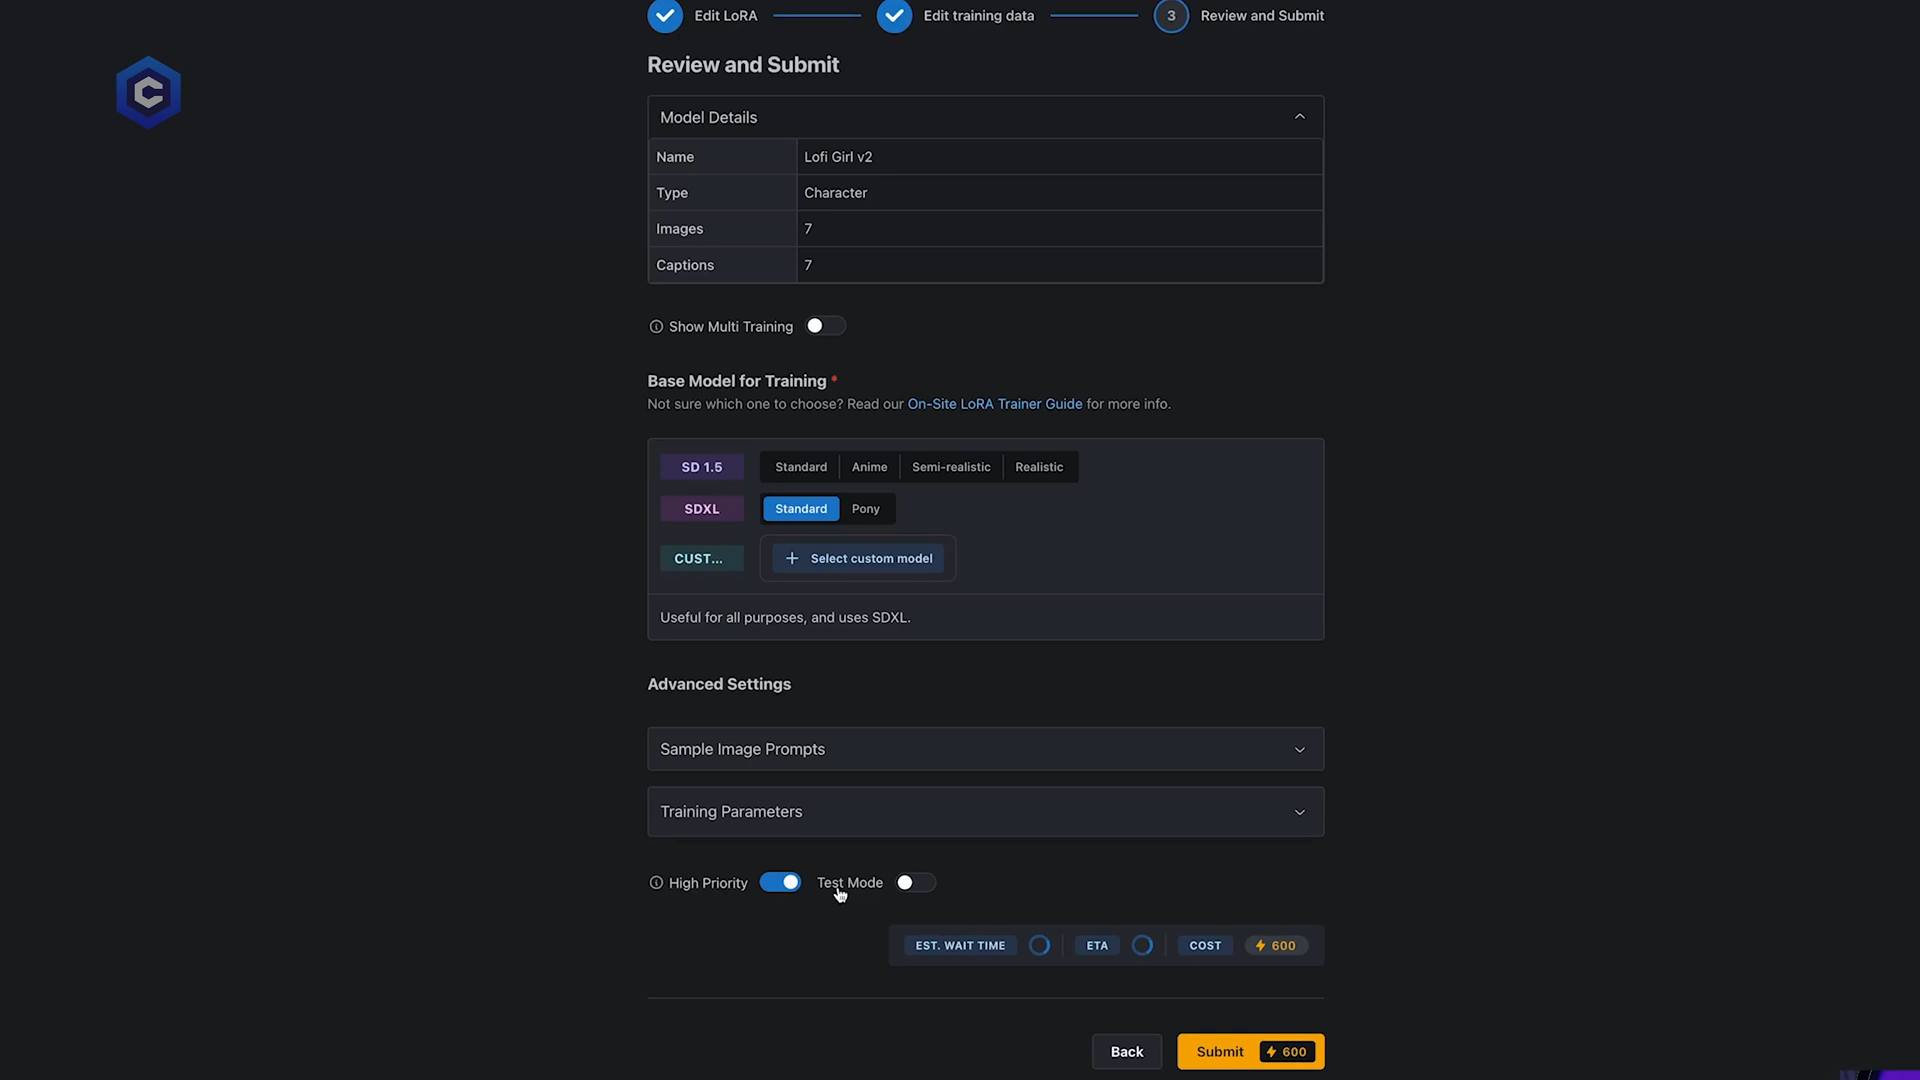 Edit LoRA
Edit training data
3
Review and Submit
Review and Submit
Model Details
Name
Lofi Girl v2
Type
Character
Images
7
Captions
7
Show Multi Training
Base Model for Training *
Not sure which one to choose? Read our On-Site LoRA Trainer Guide for more info.
SD 1.5
Standard
Anime
Semi-realistic
Realistic
SDXL
Standard
Pony
CUST...
Select custom model
Useful for all purposes, and uses SDXL.
Advanced Settings
Sample Image Prompts
Training Parameters
High Priority
Test Mode
EST. WAIT TIME
ETA
COST
600
Back
Submit
600